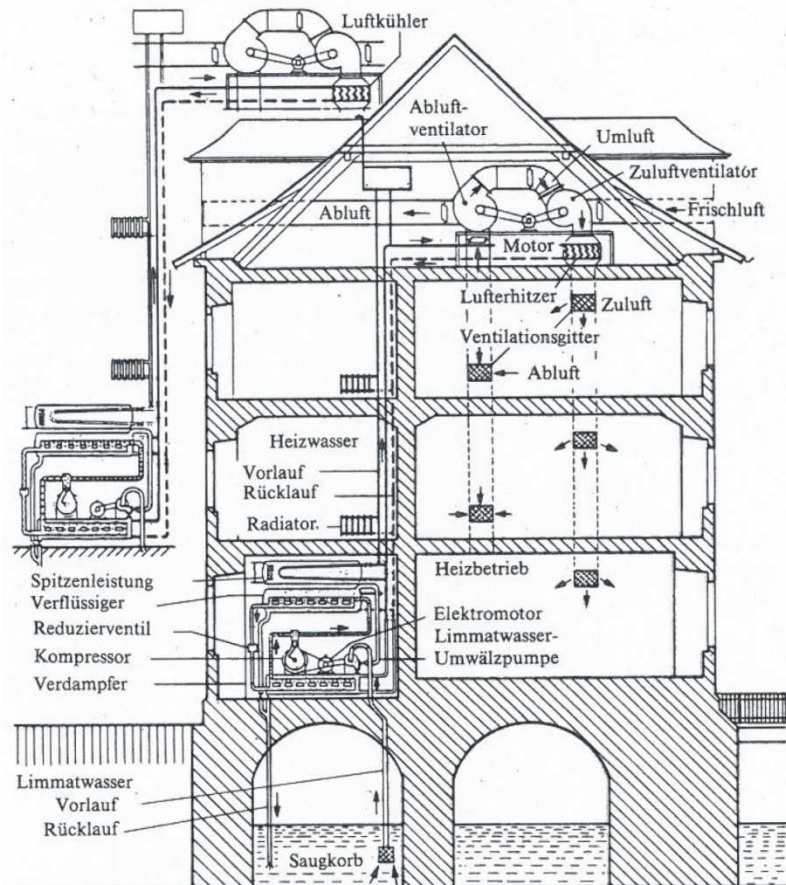 Luftkühler
Abluft-
ventilator
Umluft
Zuluftventilator
Abluft
Frischluft
Motor
Lufterhitzer
Zuluft
Ventilationsgitter
Abluft
Heizwasser
Vorlauf
Rücklauf
Radiator.
Heizbetrieb
Spitzenleistung
Verflüssiger
Reduzierventil
Kompressor
Verdampfer
Elektromotor
Limmatwasser-
Umwälzpumpe
Limmatwasser
Vorlauf
Rücklauf
Saugkorb